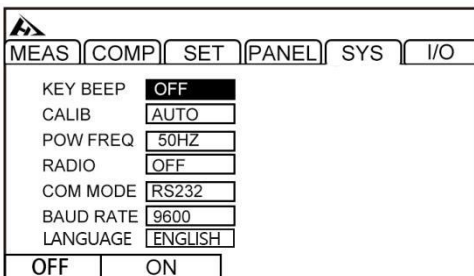 MEAS COMP SET PANEL SYS I/O
KEY BEEP OFF
CALIB AUTO
POW FREQ 50HZ
RADIO OFF
COM MODE RS232
BAUD RATE 9600
LANGUAGE ENGLISH
OFF ON